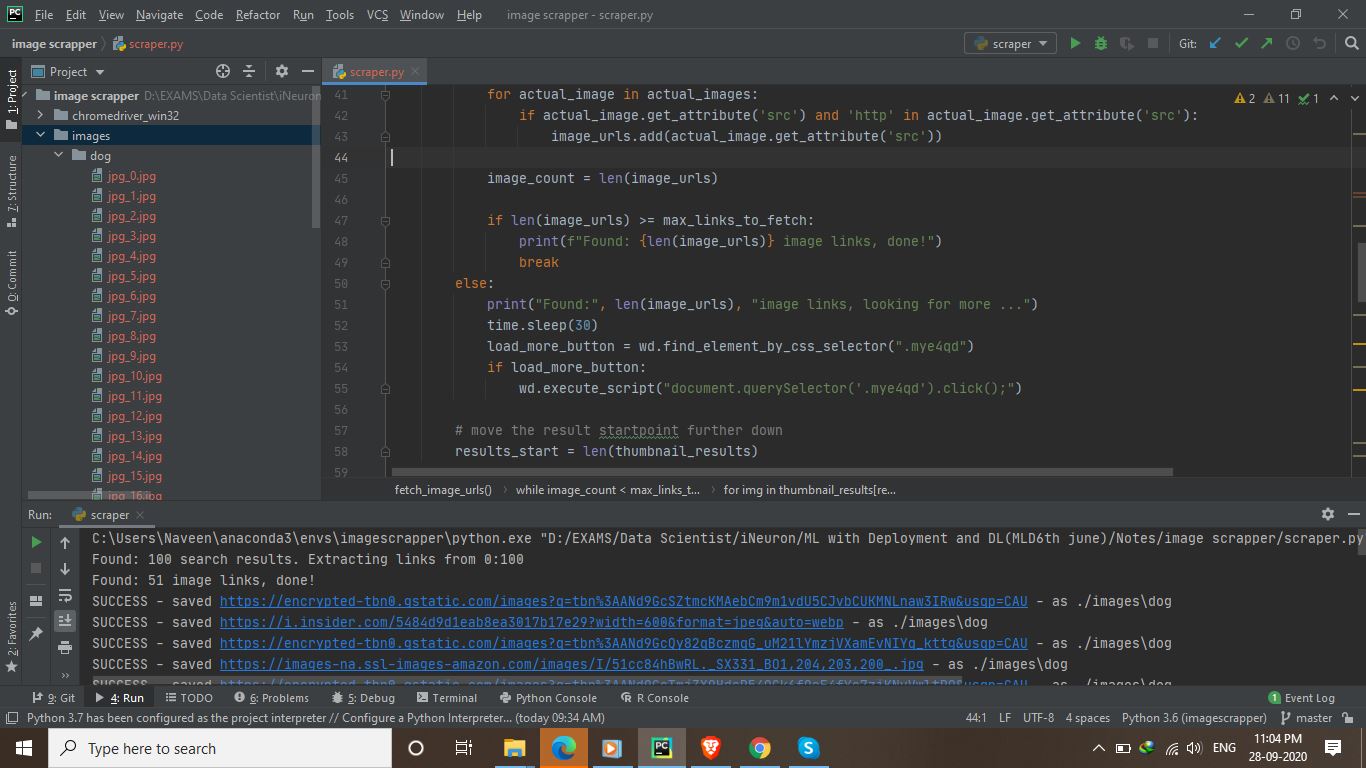 PC File Edit View Navigate Code Refactor Run Tools VCS Window Help image scrapper - scraper.py
image scrapper scraper.py scraper Git:
1: Project
7: Structure
0: Commit
2: Favorites
Project
image scrapper D:\EXAMS\Data Scientist\iNeuron
chromedriver_win32
images
dog
jpg_0.jpg
jpg_1.jpg
jpg_2.jpg
jpg_3.jpg
jpg_4.jpg
jpg_5.jpg
jpg_6.jpg
jpg_7.jpg
jpg_8.jpg
jpg_9.jpg
jpg_10.jpg
jpg_11.jpg
jpg_12.jpg
jpg_13.jpg
jpg_14.jpg
jpg_15.jpg
jpg_16.jpg
scraper.py
2 11 1
41 for actual_image in actual_images:
42 if actual_image.get_attribute('src') and 'http' in actual_image.get_attribute('src'):
43 image_urls.add(actual_image.get_attribute('src'))
44
45 image_count = len(image_urls)
46
47 if len(image_urls) >= max_links_to_fetch:
48 print(f"Found: {len(image_urls)} image links, done!")
49 break
50 else:
51 print("Found:", len(image_urls), "image links, looking for more ...")
52 time.sleep(30)
53 load_more_button = wd.find_element_by_css_selector(".mye4qd")
54 if load_more_button:
55 wd.execute_script("document.querySelector('.mye4qd').click();")
56
57 # move the result startpoint further down
58 results_start = len(thumbnail_results)
59
fetch_image_urls() while image_count < max_links_t... for img in thumbnail_results[re...
Run: scraper
C:\Users\Naveen\anaconda3\envs\imagescrapper\python.exe "D:/EXAMS/Data Scientist/iNeuron/ML with Deployment and DL(MLD6th june)/Notes/image scrapper/scraper.py
Found: 100 search results. Extracting links from 0:100
Found: 51 image links, done!
SUCCESS - saved https://encrypted-tbn0.gstatic.com/images?q=tbn%3AANd9GcSZtmcKMAebCm9m1vdU5CJvbCUKMNLnaw3IRw&usqp=CAU - as ./images\dog
SUCCESS - saved https://i.insider.com/5484d9d1eab8ea3017b17e29?width=600&format=jpeg&auto=webp - as ./images\dog
SUCCESS - saved https://encrypted-tbn0.gstatic.com/images?q=tbn%3AANd9GcQy82qBczmqG_uM21lYmzjVXamEvNIYq_kttg&usqp=CAU - as ./images\dog
SUCCESS - saved https://images-na.ssl-images-amazon.com/images/I/51cc84hBwRL._SX331_BO1,204,203,200_.jpg - as ./images\dog
9: Git 4: Run TODO 6: Problems 5: Debug Terminal Python Console R Console 1 Event Log
Python 3.7 has been configured as the project interpreter // Configure a Python Interpreter... (today 09:34 AM) 44:1 LF UTF-8 4 spaces Python 3.6 (imagescrapper) master
Type here to search
ENG
11:04 PM
28-09-2020